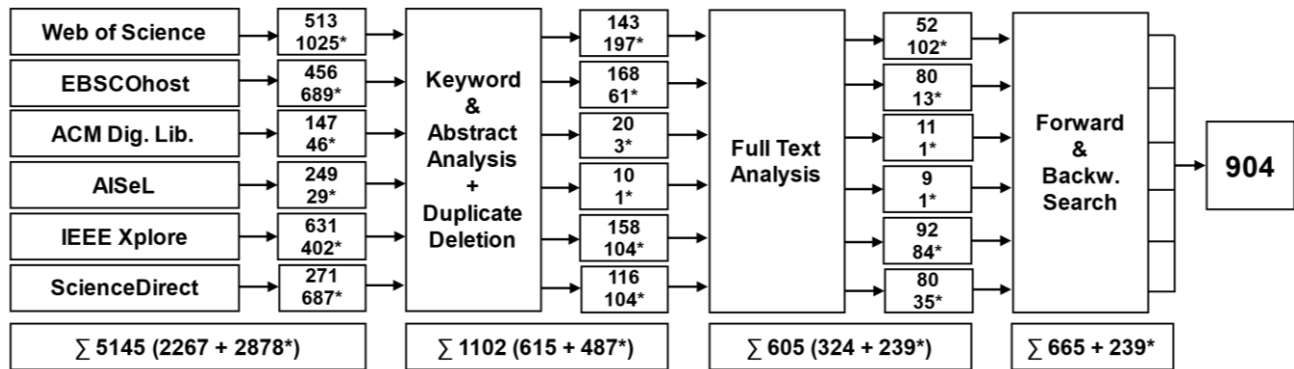 Web of Science
513
1025*
EBSCOhost
456
689*
ACM Dig. Lib.
147
46*
AISeL
249
29*
IEEE Xplore
631
402*
ScienceDirect
271
687*
∑ 5145 (2267 + 2878*)
Keyword
&
Abstract
Analysis
+
Duplicate
Deletion
143
197*
168
61*
20
3*
10
1*
158
104*
116
104*
∑ 1102 (615 + 487*)
Full Text
Analysis
52
102*
80
13*
11
1*
9
1*
92
84*
80
35*
∑ 605 (324 + 239*)
Forward
&
Backw.
Search
∑ 665 + 239*
904